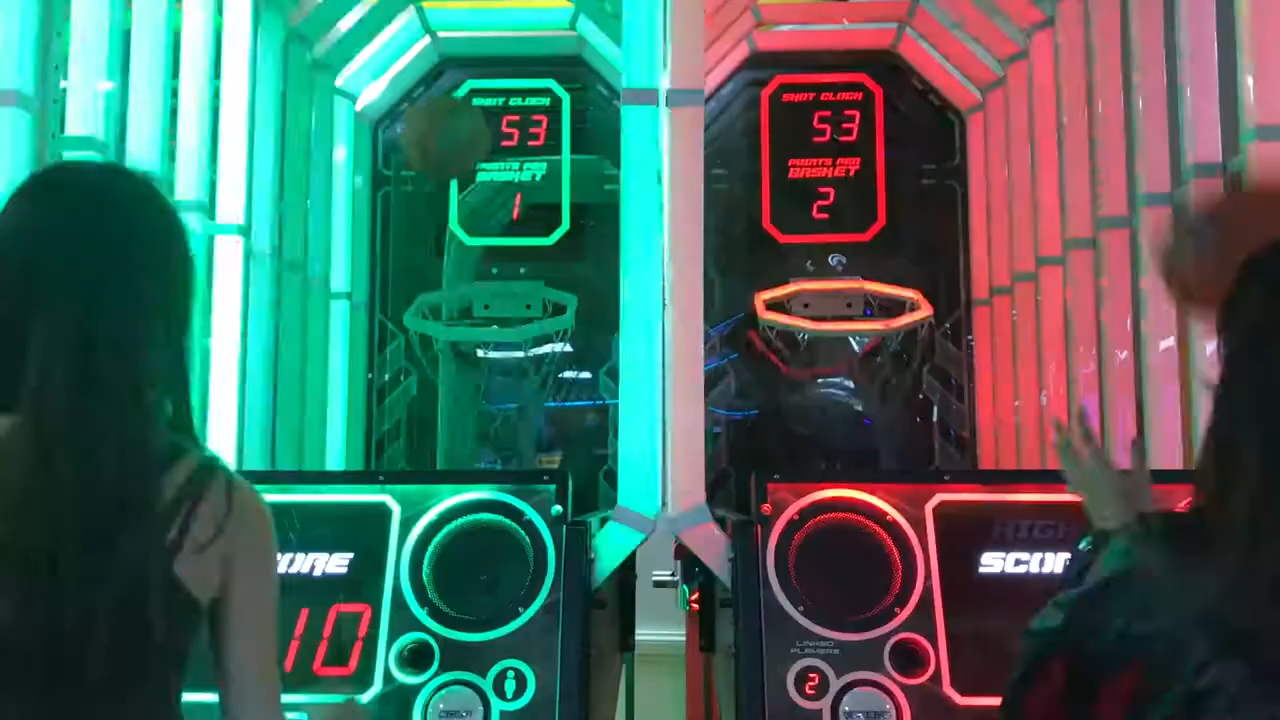 SHOT CLOCK
53
POINTS PER
BASKET
1
SHOT CLOCK
53
POINTS PER
BASKET
2
ORE
10
HIGH
SCOR
LINKED
PLAYERS
2